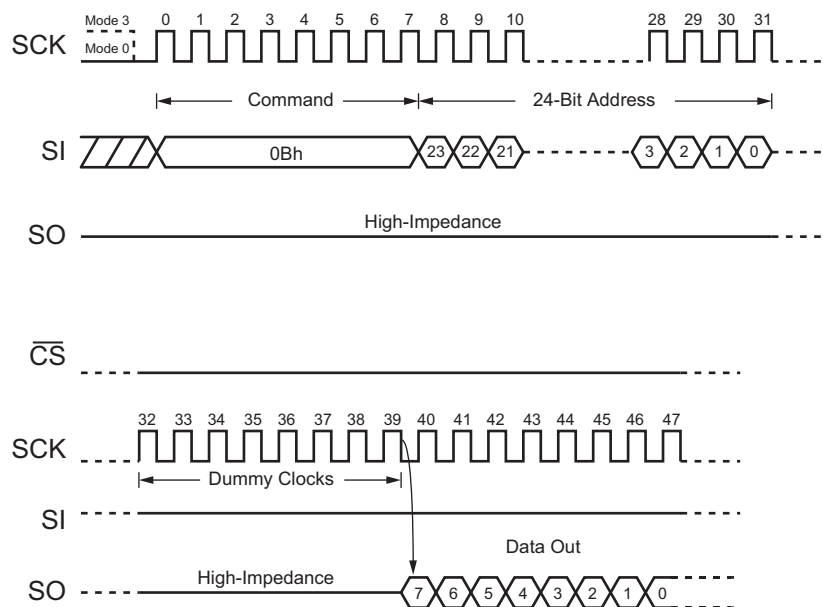 Mode 3
Mode 0
0 1 2 3 4 5 6 7 8 9 10 28 29 30 31
SCK
Command
24-Bit Address
SI
0Bh
23 22 21 3 2 1 0
High-Impedance
SO
CS
32 33 34 35 36 37 38 39 40 41 42 43 44 45 46 47
SCK
Dummy Clocks
SI
Data Out
High-Impedance
SO
7 6 5 4 3 2 1 0